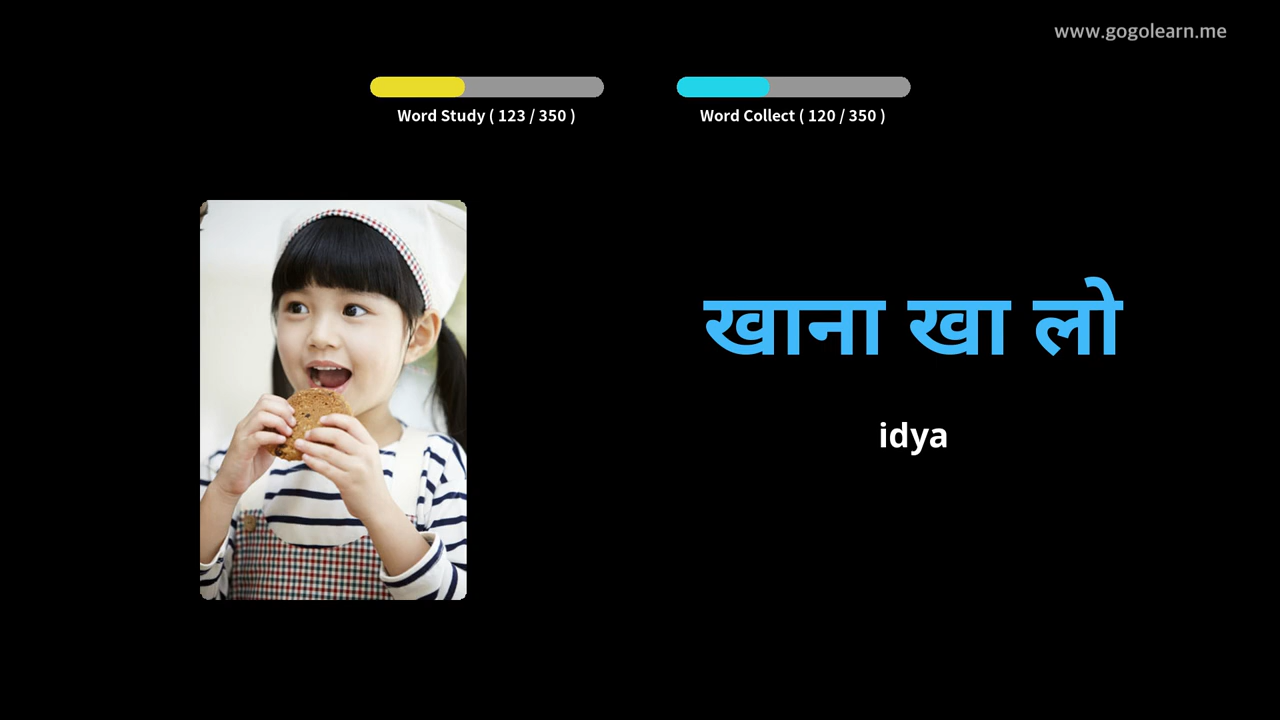 www.gogolearn.me
Word Study ( 123 / 350 )
Word Collect ( 120 / 350 )
खाना खा लो
idya